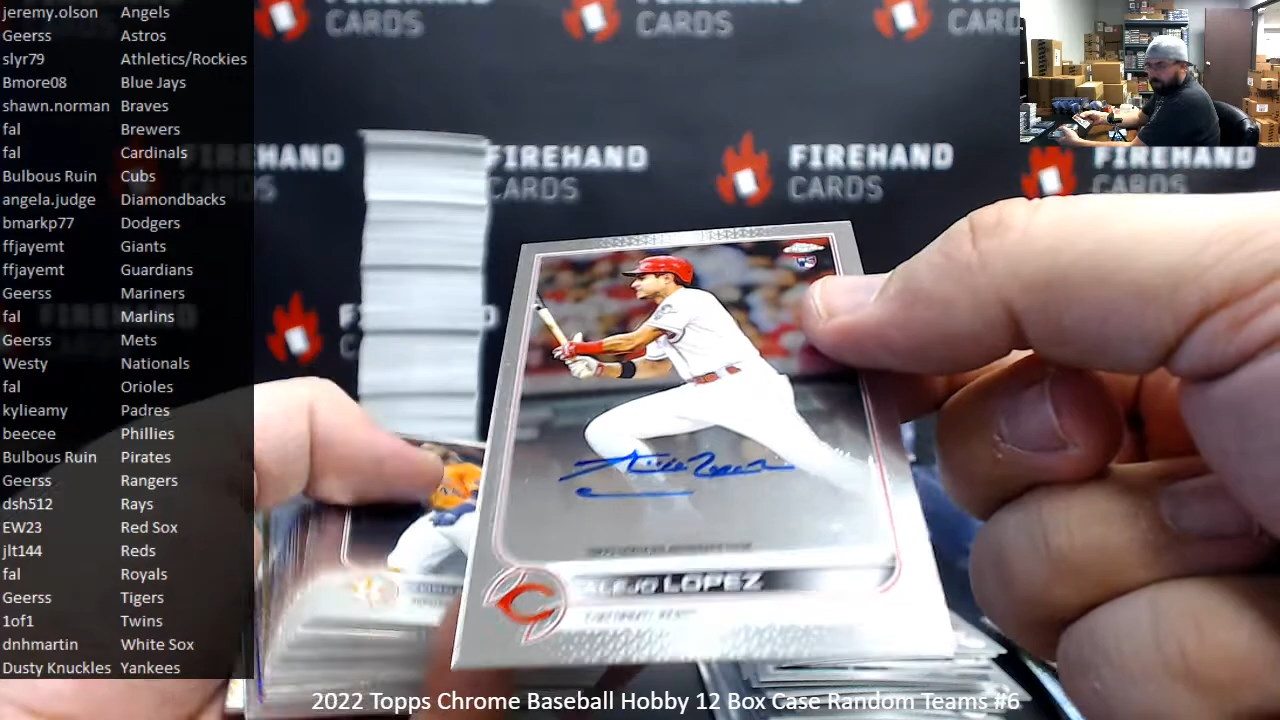 jeremy.olson Angels
Geerss Astros
slyr79 Athletics/Rockies
Bmore08 Blue Jays
shawn.norman Braves
fal Brewers
fal Cardinals
Bulbous Ruin Cubs
angela.judge Diamondbacks
bmarkp77 Dodgers
ffjayemt Giants
ffjayemt Guardians
Geerss Mariners
fal Marlins
Geerss Mets
Westy Nationals
fal Orioles
kylieamy Padres
beecee Phillies
Bulbous Ruin Pirates
Geerss Rangers
dsh512 Rays
EW23 Red Sox
jlt144 Reds
fal Royals
Geerss Tigers
1of1 Twins
dnhmartin White Sox
Dusty Knuckles Yankees
CARDS
CARDS
CARDS
FIREHAND
CARDS
FIREHAND
CARDS
FIREHAND
CARDS
ALEJO LOPEZ
2022 Topps Chrome Baseball Hobby 12 Box Case Random Teams #6